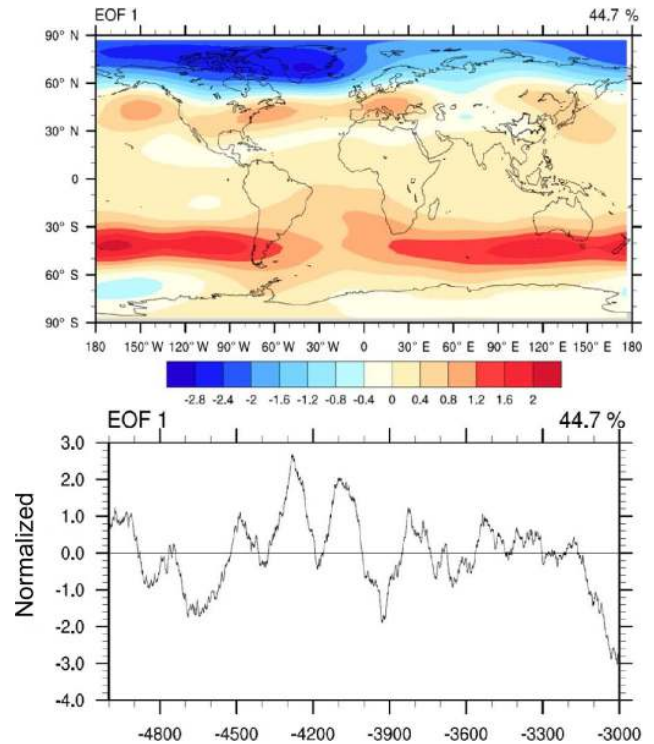 EOF 1 44.7 %
90° N
60° N
30° N
0
30° S
60° S
90° S
180 150° W 120° W 90° W 60° W 30° W 0 30° E 60° E 90° E 120° E 150° E 180
-2.8 -2.4 -2 -1.6 -1.2 -0.8 -0.4 0 0.4 0.8 1.2 1.6 2
EOF 1 44.7 %
3.0
2.0
1.0
0.0
-1.0
-2.0
-3.0
-4.0
Normalized
-4800 -4500 -4200 -3900 -3600 -3300 -3000